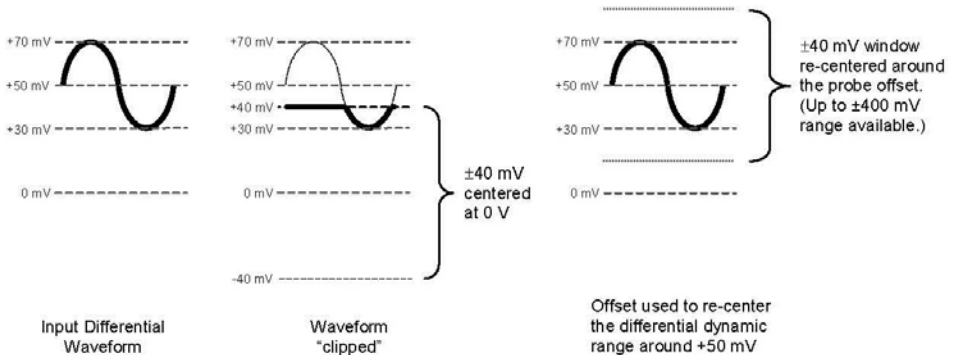 +70 mV
+50 mV
+30 mV
0 mV
Input Differential
Waveform
+70 mV
+50 mV
+40 mV
+30 mV
0 mV
-40 mV
±40 mV
centered
at 0 V
Waveform
"clipped"
+70 mV
+50 mV
+30 mV
0 mV
±40 mV window
re-centered around
the probe offset.
(Up to ±400 mV
range available.)
Offset used to re-center
the differential dynamic
range around +50 mV